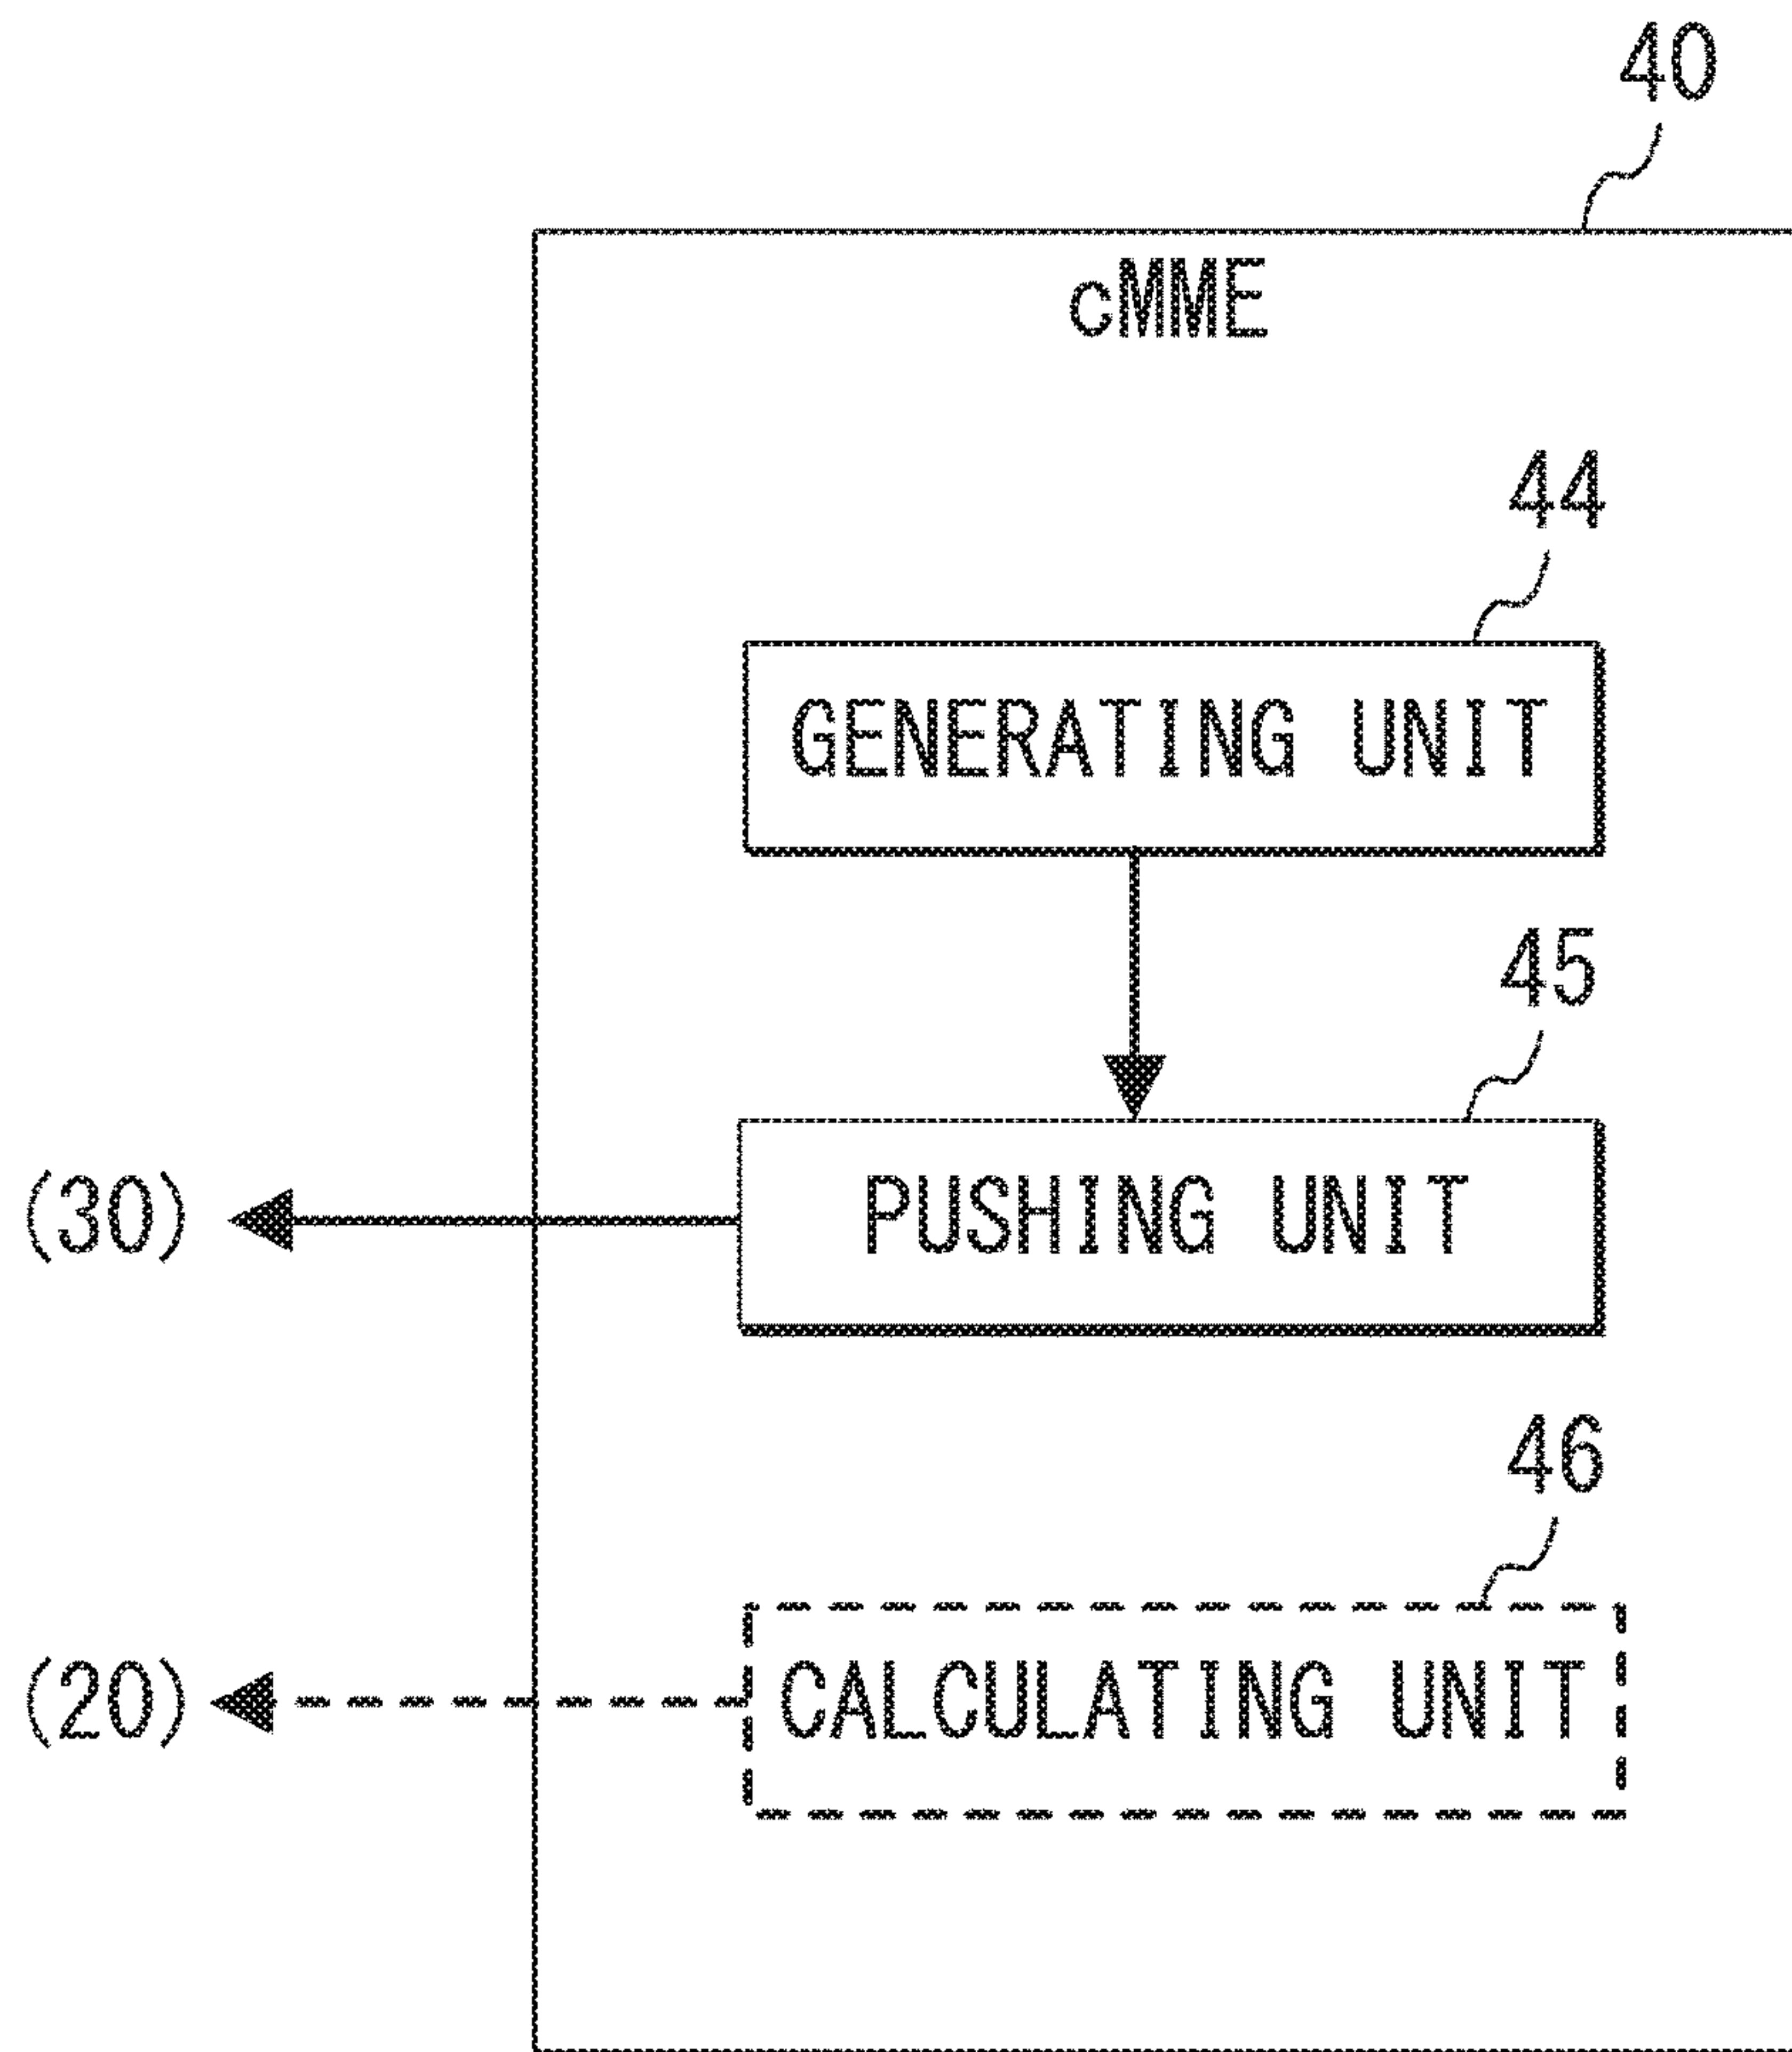 40
cMME
44
GENERATING UNIT
45
(30)
PUSHING UNIT
46
(20)
CALCULATING UNIT